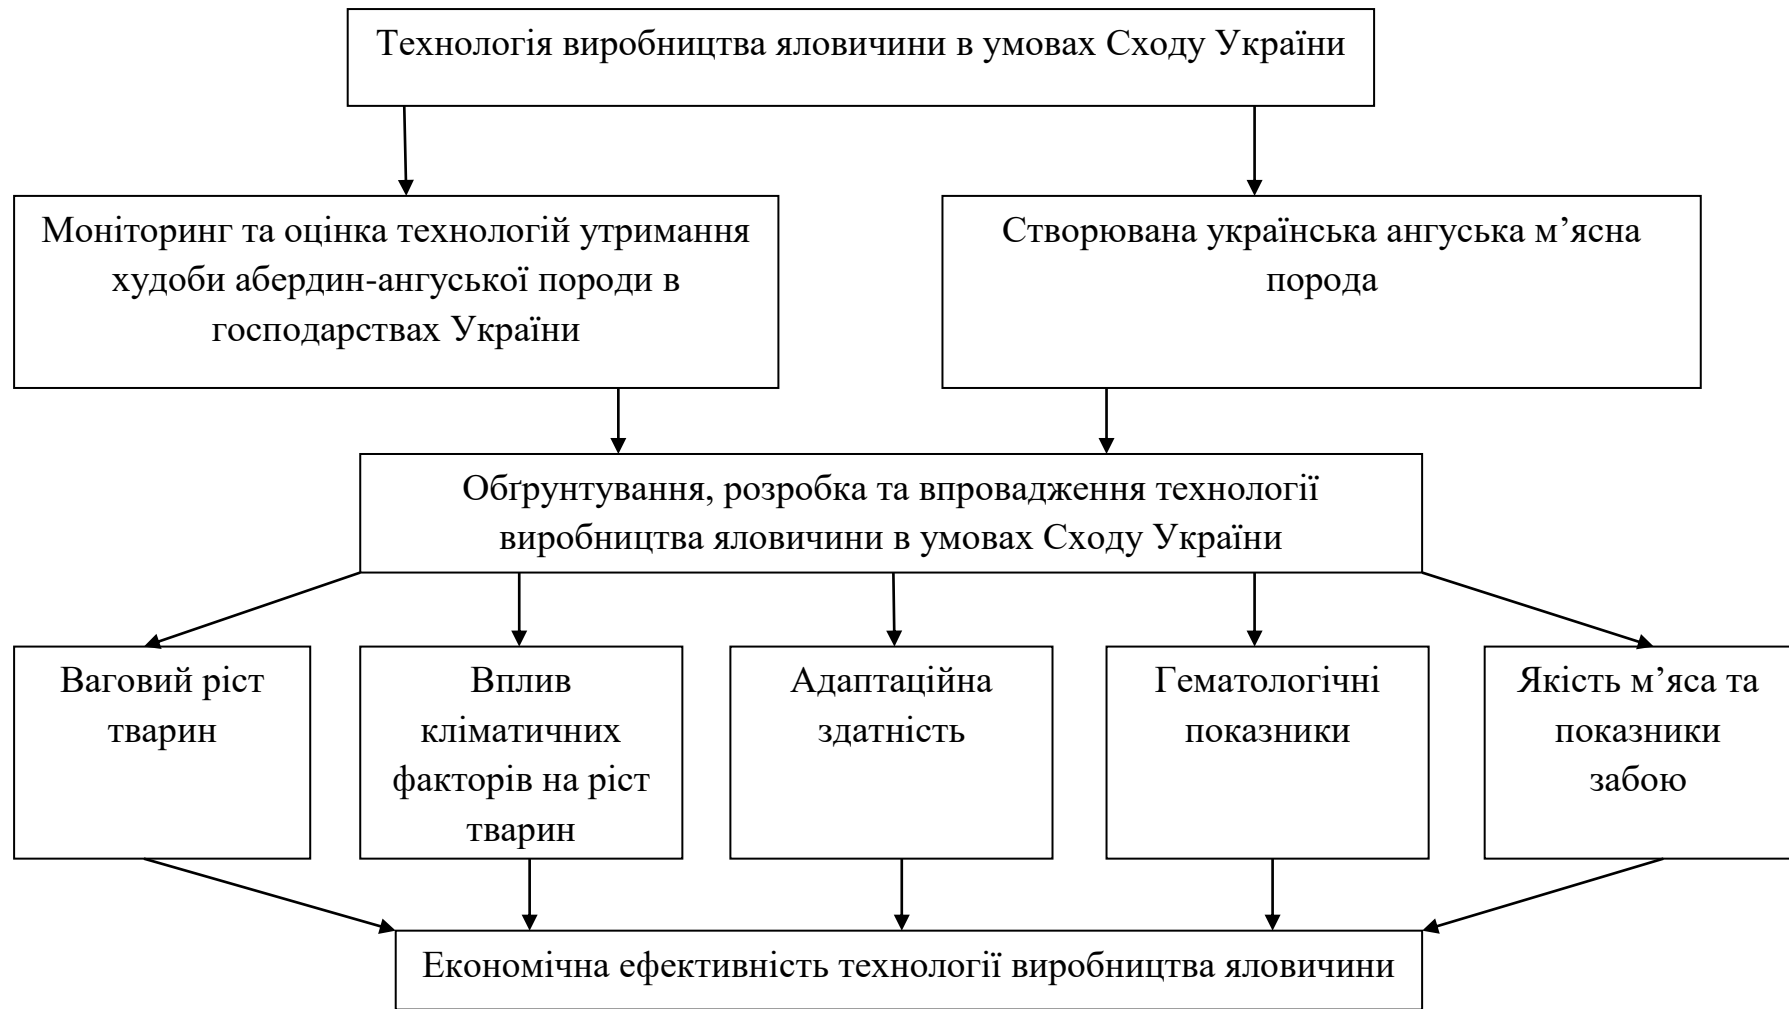 Технологія виробництва яловичини в умовах Сходу України
Моніторинг та оцінка технологій утримання
худоби абердин-ангуської породи в
господарствах України
Створювана українська ангуська м’ясна
порода
Обґрунтування, розробка та впровадження технології
виробництва яловичини в умовах Сходу України
Ваговий ріст
тварин
Вплив
кліматичних
факторів на ріст
тварин
Адаптаційна
здатність
Гематологічні
показники
Якість м’яса та
показники
забою
Економічна ефективність технології виробництва яловичини